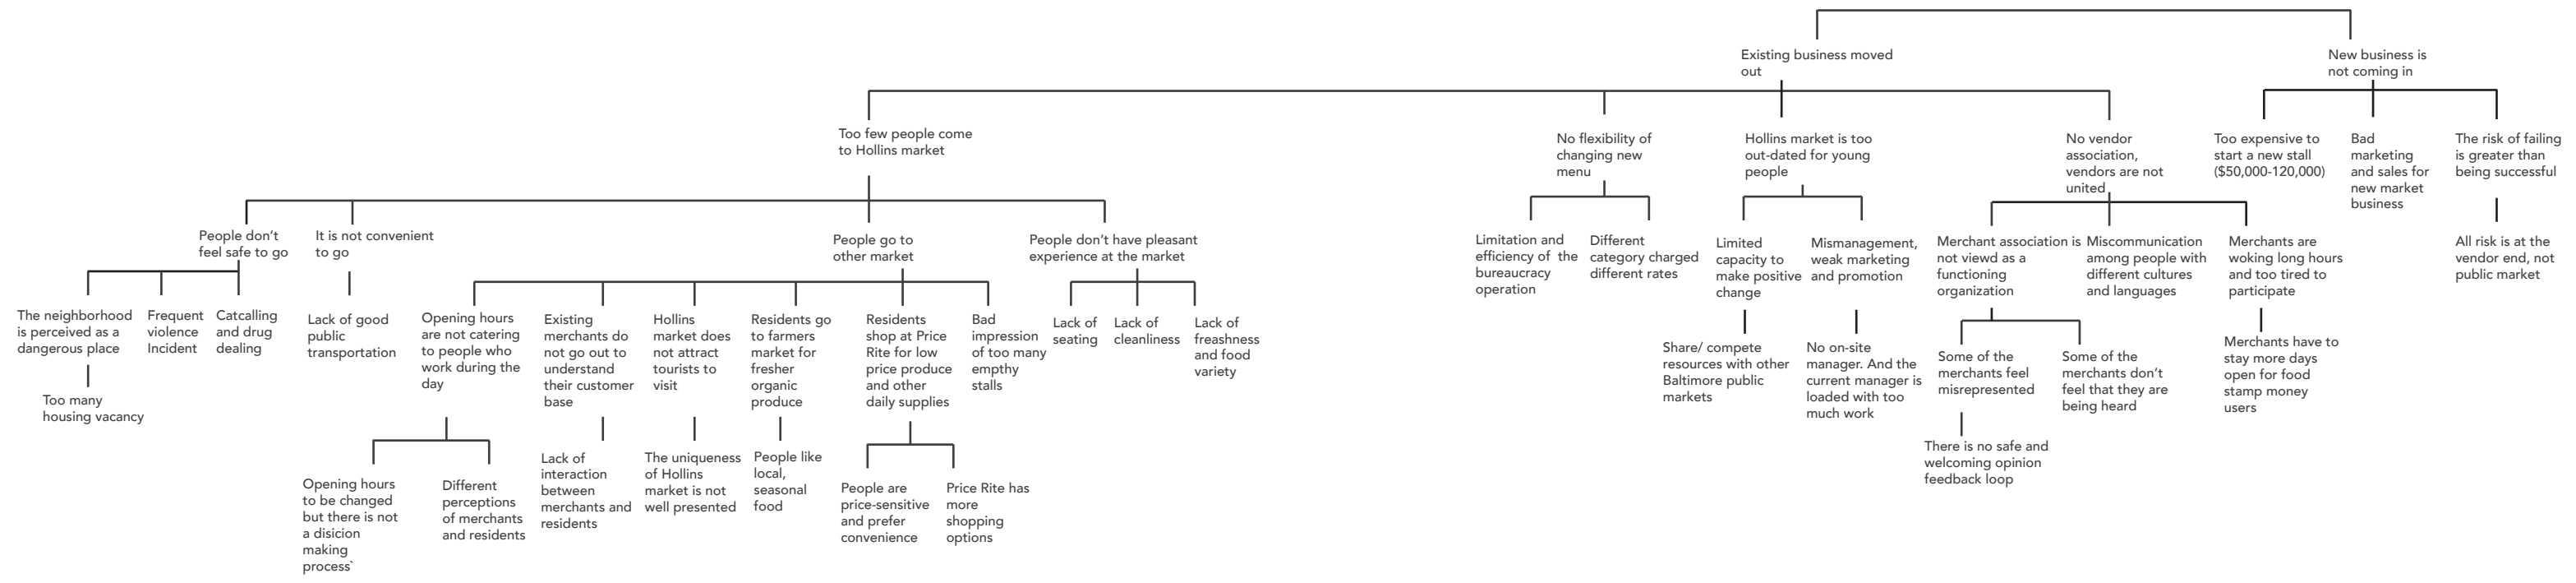 Existing business moved
out
New business is
not coming in
Too few people come
to Hollins market
No flexibility of
changing new
menu
Hollins market is too
out-dated for young
people
No vendor
association,
vendors are not
united
Too expensive to
start a new stall
($50,000-120,000)
Bad
marketing
and sales for
new market
business
The risk of failing
is greater than
being successful
People don't
feel safe to go
It is not convenient
to go
People go to
other market
People don't have pleasant
experience at the market
Limitation and
efficiency of the
bureaucracy
operation
Different
category charged
different rates
Limited
capacity to
make positive
change
Mismanagement,
weak marketing
and promotion
Merchant association is
not viewd as a
functioning
organization
Miscommunication
among people with
different cultures
and languages
Merchants are
woking long hours
and too tired to
participate
All risk is at the
vendor end, not
public market
The neighborhood
is perceived as a
dangerous place
Frequent
violence
Incident
Catcalling
and drug
dealing
Lack of good
public
transportation
Opening hours
are not catering
to people who
work during the
day
Existing
merchants do
not go out to
understand
their customer
base
Hollins
market does
not attract
tourists to
visit
Residents go
to farmers
market for
fresher
organic
produce
Residents
shop at Price
Rite for low
price produce
and other
daily supplies
Bad
impression
of too many
empthy
stalls
Lack of
seating
Lack of
cleanliness
Lack of
freashness
and food
variety
Share/ compete
resources with other
Baltimore public
markets
No on-site
manager. And the
current manager is
loaded with too
much work
Some of the
merchants feel
misrepresented
Some of the
merchants don't
feel that they are
being heard
Merchants have to
stay more days
open for food
stamp money
users
Too many
housing vacancy
Opening hours
to be changed
but there is not
a disicion
making
process`
Different
perceptions
of merchants
and residents
Lack of
interaction
between
merchants and
residents
The uniqueness
of Hollins
market is not
well presented
People like
local,
seasonal
food
People are
price-sensitive
and prefer
convenience
Price Rite has
more
shopping
options
There is no safe and
welcoming opinion
feedback loop